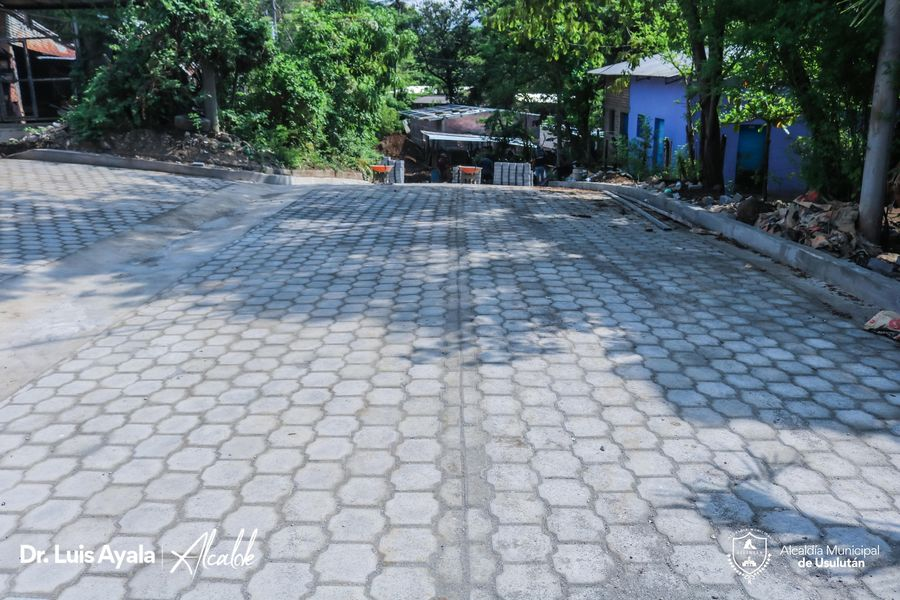 Dr. Luis Ayala | Alcalde
Alcaldía Municipal
de Usulután